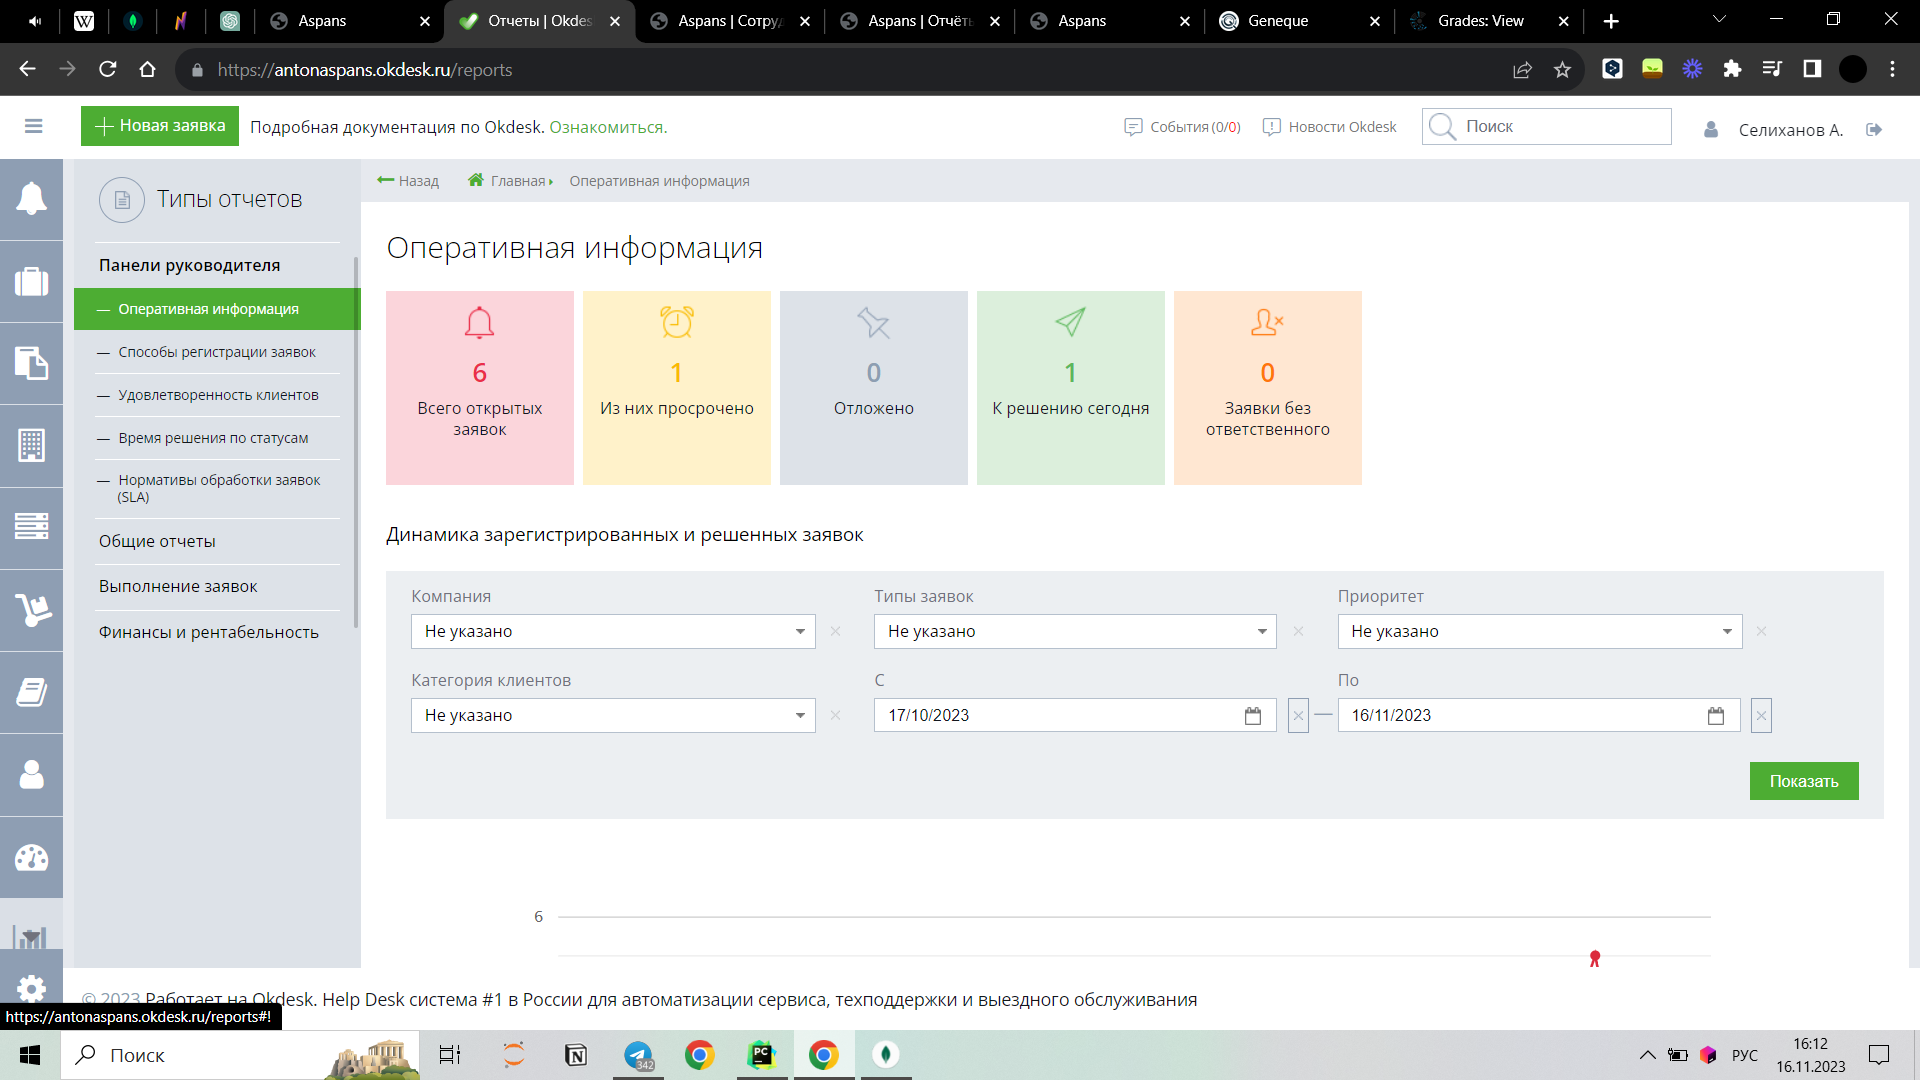 Aspans
Отчеты | Okdes
Aspans | Сотру
Aspans | Отчёт
Aspans
Geneque
Grades: View
https://antonaspans.okdesk.ru/reports
Новая заявка
Подробная документация по Okdesk. Ознакомиться.
События (0/0)
Новости Okdesk
Поиск
Селиханов А.
Типы отчетов
Панели руководителя
— Оперативная информация
— Способы регистрации заявок
— Удовлетворенность клиентов
— Время решения по статусам
— Нормативы обработки заявок
(SLA)
Общие отчеты
Выполнение заявок
Финансы и рентабельность
Назад
Главная
Оперативная информация
Оперативная информация
6
Всего открытых
заявок
1
Из них просрочено
0
Отложено
1
К решению сегодня
0
Заявки без
ответственного
Динамика зарегистрированных и решенных заявок
Компания
Не указано
Типы заявок
Не указано
Приоритет
Не указано
Категория клиентов
Не указано
С
17/10/2023
—
По
16/11/2023
Показать
6
© 2023 Работает на Okdesk. Help Desk система #1 в России для автоматизации сервиса, техподдержки и выездного обслуживания
https://antonaspans.okdesk.ru/reports#!
Поиск
342
PC
РУС
16:12
16.11.2023